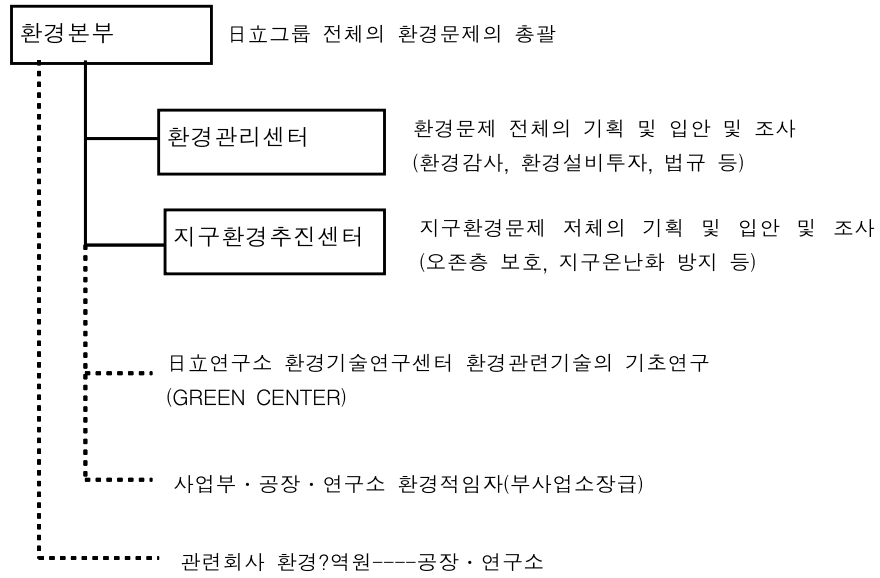 환경본부 日立그룹 전체의 환경문제의 총괄
환경관리센터 환경문제 전체의 기획 및 입안 및 조사
(환경감사, 환경설비투자, 법규 등)
지구환경추진센터 지구환경문제 저체의 기획 및 입안 및 조사
(오존층 보호, 지구온난화 방지 등)
日立연구소 환경기술연구센터 환경관련기술의 기초연구
(GREEN CENTER)
사업부·공장·연구소 환경적임자(부사업소장급)
관련회사 환경?역원----공장·연구소